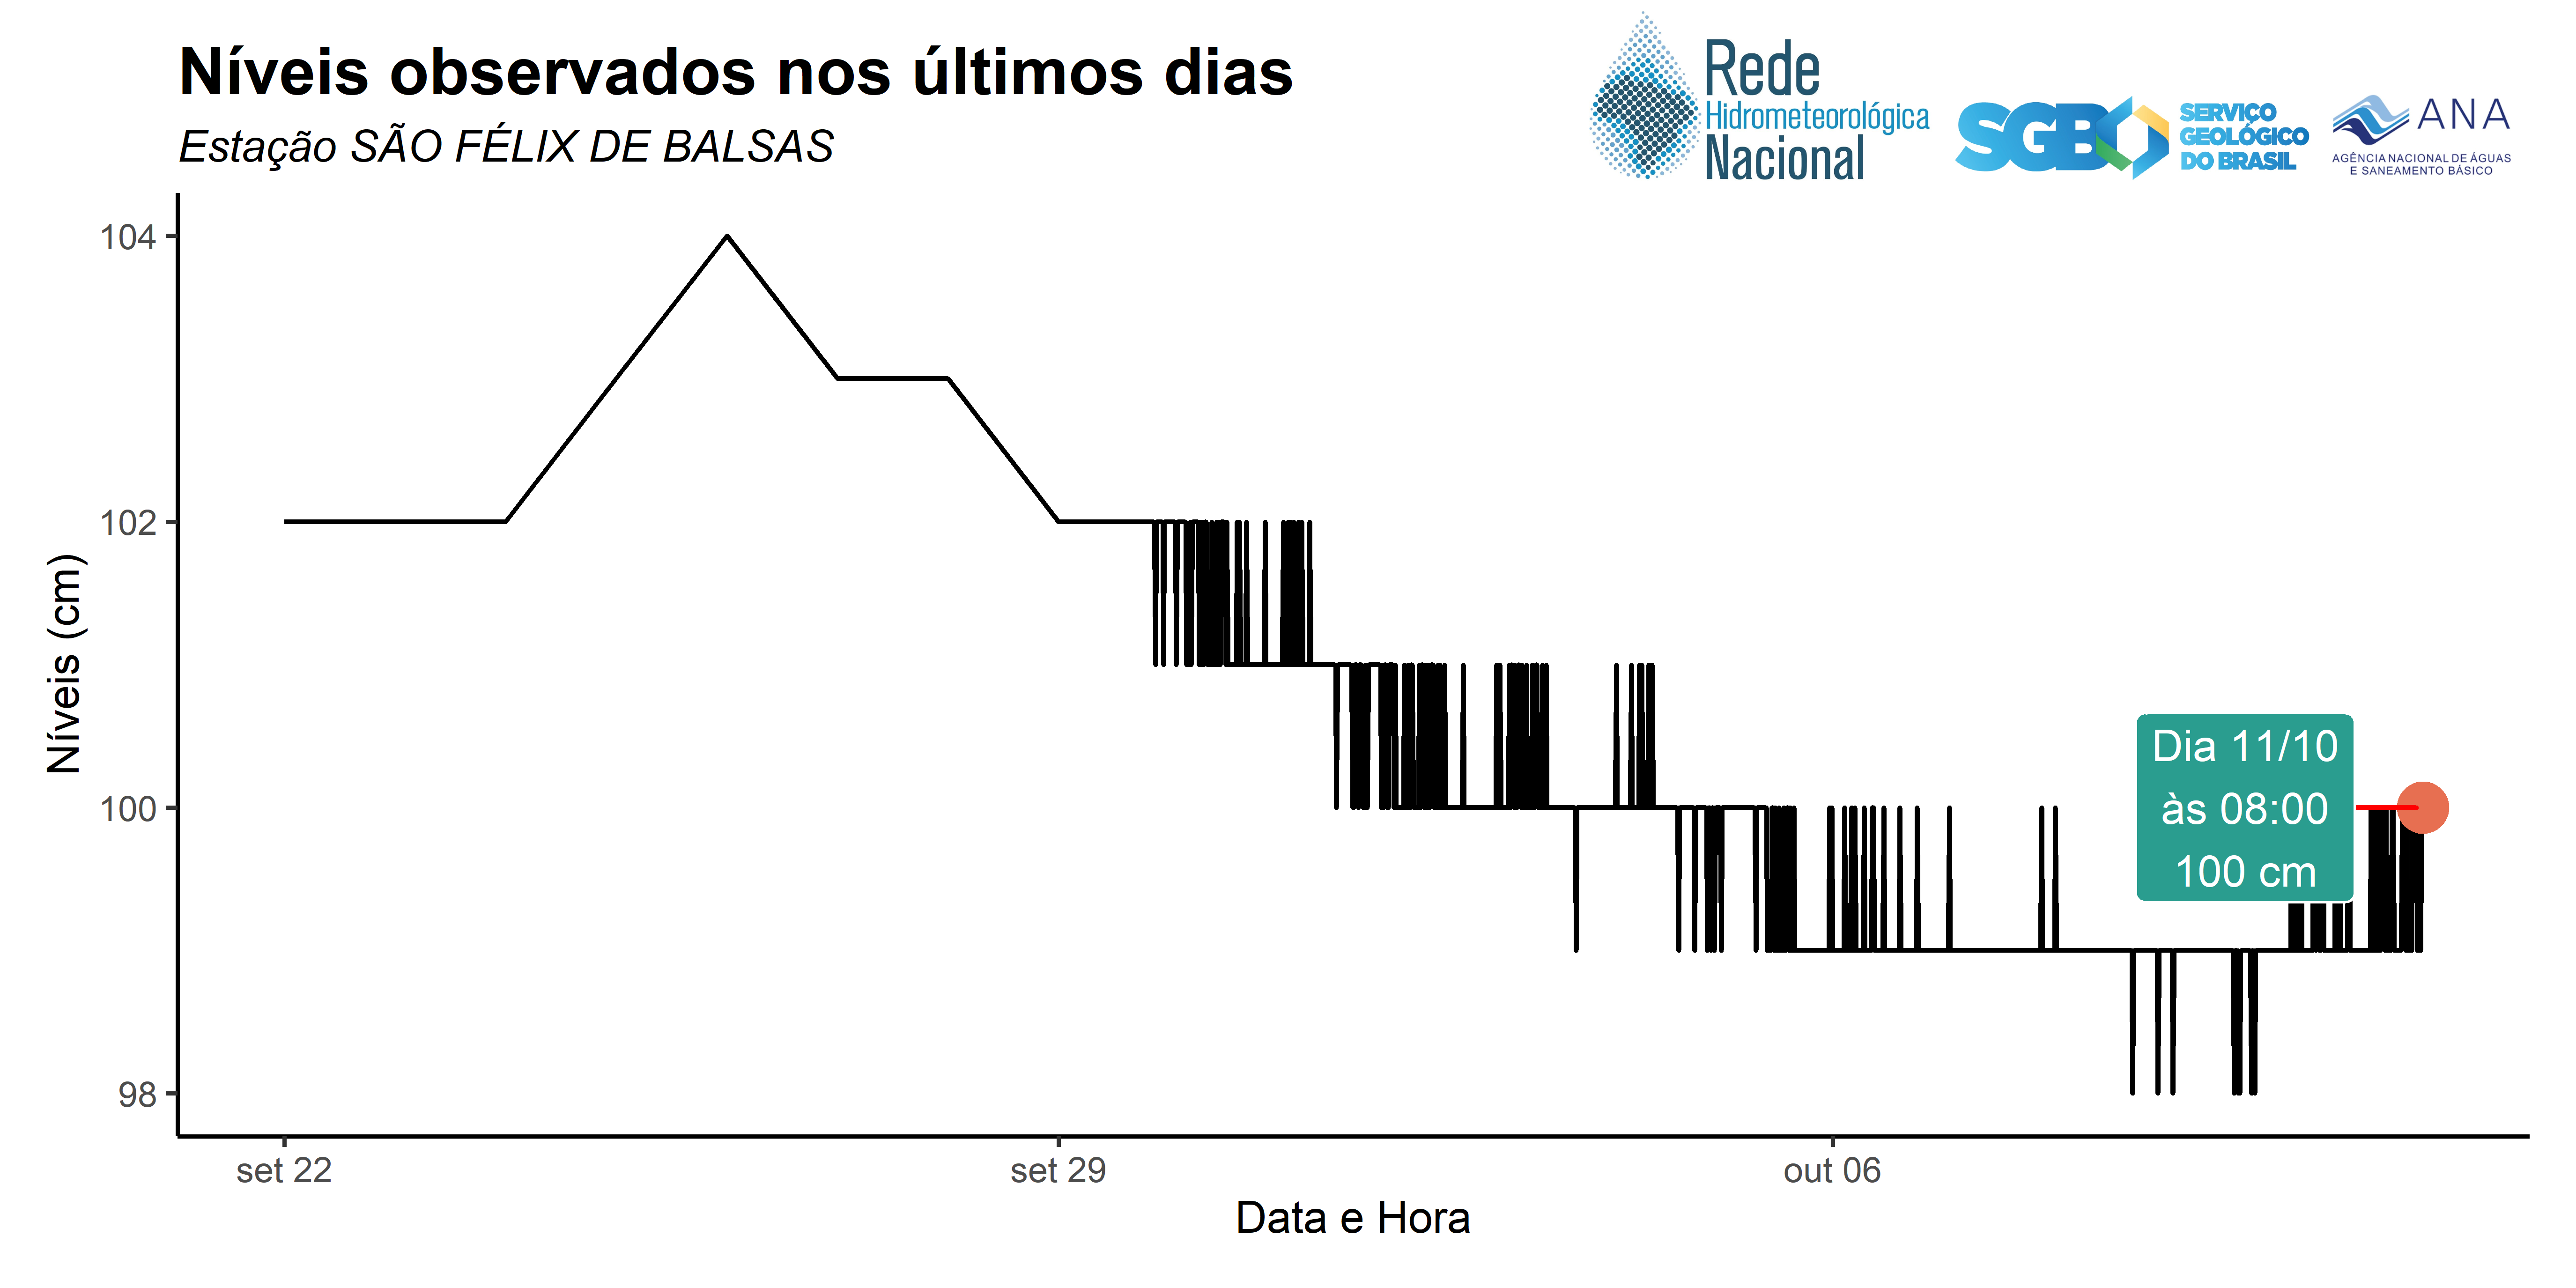 Níveis observados nos últimos dias
Estação SÃO FÉLIX DE BALSAS
Rede
Hidrometeorológica
Nacional
SGB
SERVIÇO
GEOLÓGICO
DO BRASIL
ANA
AGÊNCIA NACIONAL DE ÁGUAS
E SANEAMENTO BÁSICO
Níveis (cm)
104
102
100
98
Dia 11/10
às 08:00
100 cm
set 22
set 29
out 06
Data e Hora